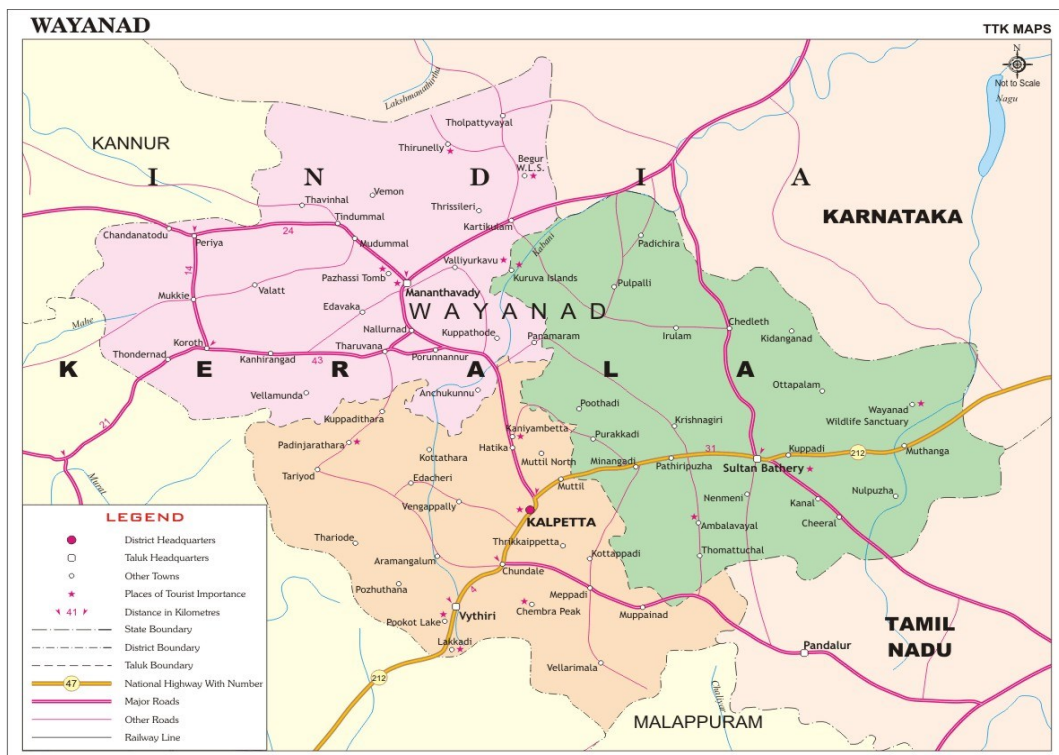 WAYANAD
TTK MAPS
N
Not to Scale
Nagu
Lakshmanathirtha
KANNUR
Tholpattyvayal
Thirunelly
Begur
W.L.S.
I N D I A
Vemon
Thavinhal
Thrissileri
KARNATAKA
Tindummal
Kartikulam
Chandanatodu
Periya
24
Mudummal
Kabani
Padichira
Valliyurkavu
14
Pazhassi Tomb
Kuruva Islands
Mananthavady
Valatt
Pulpalli
Mukkie
WAYANAD
Edavaka
Mahe
Nallurnad
Kuppathode
Chedleth
Irulam
Kidanganad
Panamaram
Koroth
Tharuvana
Porunnannur
Thondernad
Kanhirangad
43
K E R A L A
Anchukunnu
Ottapalam
Vellamunda
Poothadi
Wayanad
Wildlife Sanctuary
Kuppadithara
21
Krishnagiri
Kaniyambetta
Padinjarathara
Purakkadi
Hatika
Kottathara
Muttil North
31
Kuppadi
212
Muthanga
Minangadi
Pathiripuzha
Sultan Bathery
Tariyod
Edacheri
Muttil
Murat
Vengappally
Nenmeni
Kanal
Nulpuzha
KALPETTA
Ambalavayal
Cheeral
Thrikkaippetta
Thariode
Aramangalum
Kottappadi
Thomattuchal
Chundale
Pozhuthana
4
Meppadi
Vythiri
Chembra Peak
Muppainad
Pookot Lake
TAMIL
NADU
Lakkadi
Pandalur
Vellarimala
212
Chaliyar
MALAPPURAM
LEGEND
District Headquarters
Taluk Headquarters
Other Towns
Places of Tourist Importance
41 Distance in Kilometres
State Boundary
District Boundary
Taluk Boundary
47 National Highway With Number
Major Roads
Other Roads
Railway Line